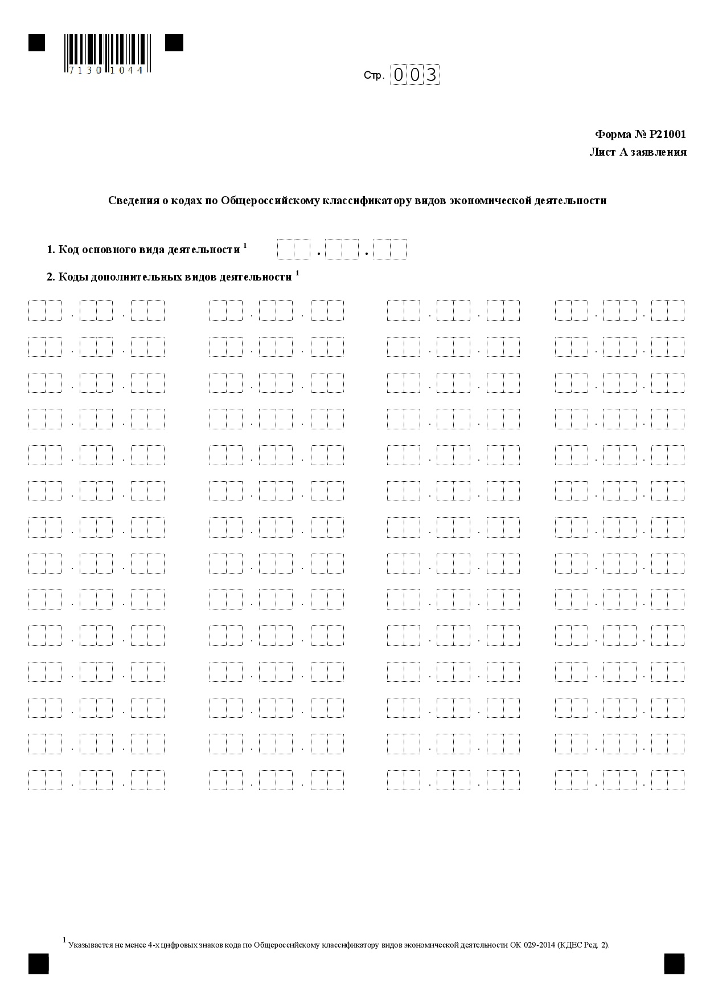 7130 1044
Стр. 003
Форма № Р21001
Лист А заявления
Сведения о кодах по Общероссийскому классификатору видов экономической деятельности
1. Код основного вида деятельности 1 . .
2. Коды дополнительных видов деятельности 1
. . . . . . . .
. . . . . . . .
. . . . . . . .
. . . . . . . .
. . . . . . . .
. . . . . . . .
. . . . . . . .
. . . . . . . .
. . . . . . . .
. . . . . . . .
. . . . . . . .
. . . . . . . .
. . . . . . . .
. . . . . . . .
1 Указывается не менее 4-х цифровых знаков кода по Общероссийскому классификатору видов экономической деятельности ОК 029-2014 (КДЕС Ред. 2).